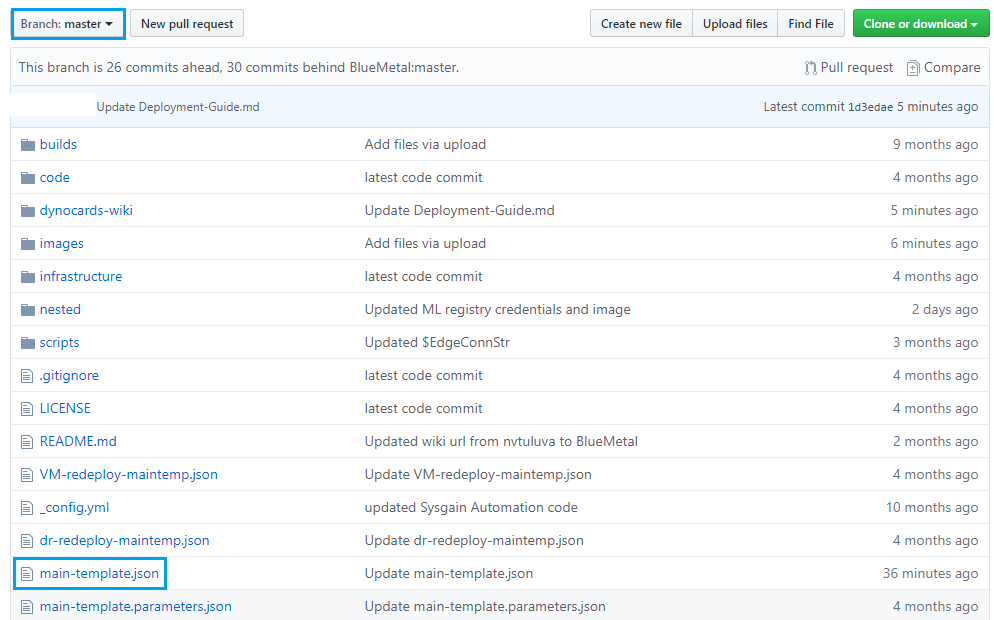 Branch: master New pull request Create new file Upload files Find File Clone or download
This branch is 26 commits ahead, 30 commits behind BlueMetal:master. Pull request Compare
Update Deployment-Guide.md Latest commit 1d3edae 5 minutes ago
builds Add files via upload 9 months ago
code latest code commit 4 months ago
dynocards-wiki Update Deployment-Guide.md 5 minutes ago
images Add files via upload 6 minutes ago
infrastructure latest code commit 4 months ago
nested Updated ML registry credentials and image 2 days ago
scripts Updated $EdgeConnStr 3 months ago
.gitignore latest code commit 4 months ago
LICENSE latest code commit 4 months ago
README.md Updated wiki url from nvtuluva to BlueMetal 2 months ago
VM-redeploy-maintemp.json Update VM-redeploy-maintemp.json 4 months ago
_config.yml updated Sysgain Automation code 10 months ago
dr-redeploy-maintemp.json Update dr-redeploy-maintemp.json 4 months ago
main-template.json Update main-template.json 36 minutes ago
main-template.parameters.json Update main-template.parameters.json 4 months ago